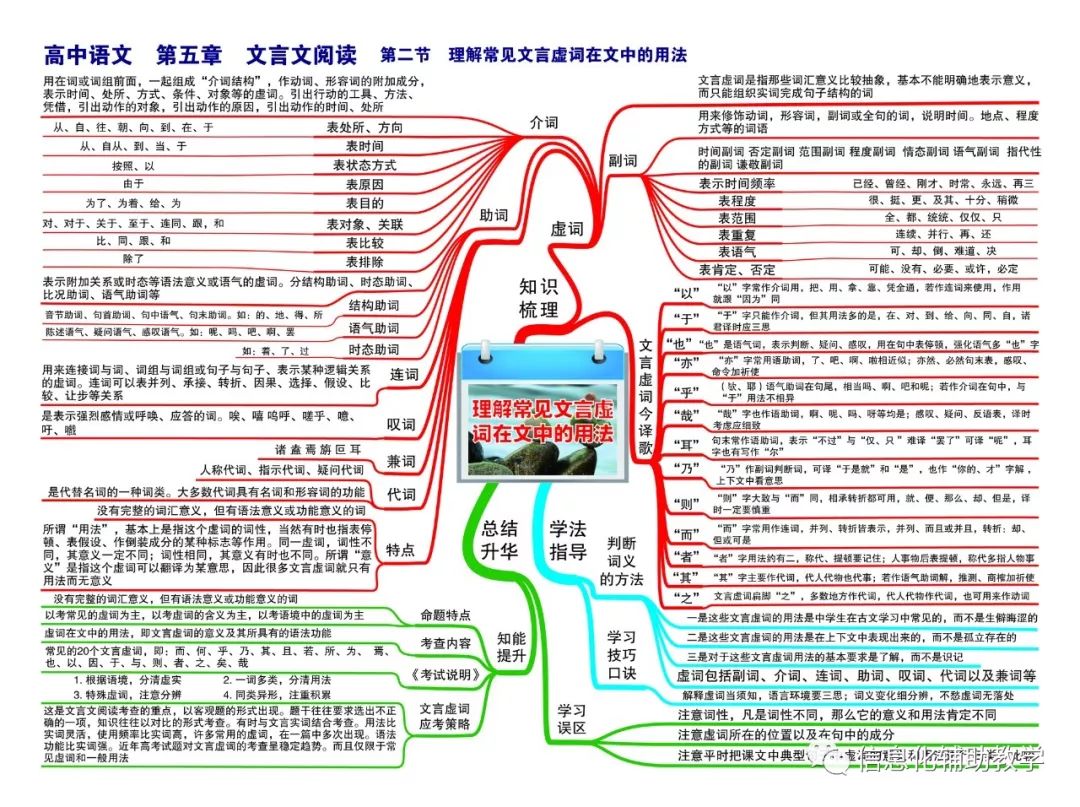 高中语文 第五章 文言文阅读 第二节 理解常见文言虚词在文中的用法
理解常见文言虚
词在文中的用法
知识
梳理
虚词
介词
用在词或词组前面，一起组成“介词结构”，作动词、形容词的附加成分，
表示时间、处所、方式、条件、对象等的虚词。引出行动的工具、方法、
凭借，引出动作的对象，引出动作的原因，引出动作的时间、处所
从、自、往、朝、向、到、在、于 表处所、方向
从、自从、到、当、于 表时间
按照、以 表状态方式
由于 表原因
为了、为着、给、为 表目的
对、对于、关于、至于、连同、跟，和 表对象、关联
比、同、跟、和 表比较
除了 表排除
助词
表示附加关系或时态等语法意义或语气的虚词。分结构助词、时态助词、
比况助词、语气助词等
音节助词、句首助词、句中语气、句末助词。如：的、地、得、所 结构助词
陈述语气、疑问语气、感叹语气。如：呢、吗、吧、啊、罢 语气助词
如：着、了、过 时态助词
连词
用来连接词与词、词组与词组或句子与句子、表示某种逻辑关系
的虚词。连词可以表并列、承接、转折、因果、选择、假设、比
较、让步等关系
叹词
是表示强烈感情或呼唤、应答的词。唉、嘻 呜呼、嗟乎、噫、
吁、嚱
兼词
诸 盍 焉 旃 叵 耳
代词
人称代词、指示代词、疑问代词
是代替名词的一种词类。大多数代词具有名词和形容词的功能
特点
没有完整的词汇意义，但有语法意义或功能意义的词
所谓“用法”，基本上是指这个虚词的词性，当然有时也指表停
顿、表假设、作倒装成分的某种标志等作用。同一虚词，词性不
同，其意义一定不同；词性相同，其意义有时也不同。所谓“意
义”是指这个虚词可以翻译为某意思，因此很多文言虚词就只有
用法而无意义
文言虚词是指那些词汇意义比较抽象，基本不能明确地表示意义，
而只能组织实词完成句子结构的词
副词
用来修饰动词，形容词，副词或全句的词，说明时间。地点、程度
方式等的词语
时间副词 否定副词 范围副词 程度副词 情态副词 语气副词 指代性
的副词 谦敬副词
表示时间频率 已经、曾经、刚才、时常、永远、再三
表程度 很、挺、更、及其、十分、稍微
表范围 全、都、统统、仅仅、只
表重复 连续、并行、再、还
表语气 可、却、倒、难道、决
表肯定、否定 可能、没有、必要、或许，必定
文言虚词今译歌
“以” “以”字常作介词用，把、用、拿、靠、凭全通，若作连词来使用，作用
就跟“因为”同
“于” “于”字只能作介词，但其用法多的是，在、对、到、给、向、同、自，诸
君译时应三思
“也” “也”是语气词，表示判断、疑问、感叹，用在句中表停顿，强化语气多“也”字
“亦” “亦”字常用语助词，了、吧、啊、啦相近似；亦然、必然句末表，感叹、
命令加祈使
“乎” （欤、耶）语气助词在句尾，相当吗、啊、吧和呢；若作介词在句中，与
“于”用法不相异
“哉” “哉”字也作语助词，啊、呢、吗、呀等均是；感叹、疑问、反语表，译时
考虑应细致
“耳” 句末常作语助词，表示“不过”与“仅、只” 难译“罢了”可译“呢”，耳
字也有写作“尔”
“乃” “乃”作副词判断词，可译“于是就”和“是”，也作“你的、才”字解，
上下文中看意思
“则” “则”字大致与“而”同，相承转折都可用，就、便、那么、却、但是，译
时一定要慎重
“而” “而”字常用作连词，并列、转折皆表示，并列、而且或并且，转折：却、
但或可是
“者” “者”字用法约有二，称代、提顿要记住；人事物后表提顿，称代多指人物事
“其” “其”字主要作代词，代人代物也代事；若作语气助词解，推测、商榷加祈使
“之” 文言虚词启脚“之”，多数地方作代词，代人代物作代词，也可用来作动词
学法
指导
判断
词义
的方法
一是这些文言虚词的用法是中学生在古文学习中常见的，而不是生僻晦涩的
二是这些文言虚词的用法是在上下文中表现出来的，而不是孤立存在的
三是对于这些文言虚词用法的基本要求是了解，而不是识记
学习
技巧
口诀
虚词包括副词、介词、连词、助词、叹词、代词以及兼词等
解释虚词当须知，语言环境要三思；词义变化细分辨，不愁虚词无落处
总结
升华
学习
误区
注意词性，凡是词性不同，那么它的意义和用法肯定不同
注意虚词所在的位置以及在句中的成分
注意平时把课文中典型
知能
提升
命题特点
没有完整的词汇意义，但有语法意义或功能意义的词
以考常见的虚词为主，以考虚词的含义为主，以考语境中的虚词为主
考查内容
虚词在文中的用法，即文言虚词的意义及其所具有的语法功能
《考试说明》
常见的20个文言虚词，即：而、何、乎、乃、其、且、若、所、为、焉、
也、以、因、于、与、则、者、之、矣、哉
文言虚词
应考策略
1. 根据语境，分清虚实 2. 一词多类，分清用法
3. 特殊虚词，注意分辨 4. 同类异形，注重积累
这是文言文阅读考查的重点，以客观题的形式出现。题干往往要求选出不正
确的一项，知识往往以对比的形式考查。有时与文言实词结合考查。用法比
实词灵活，使用频率比实词高，许多常用的虚词，在一篇中多次出现。语法
功能比实词强。近年高考试题对文言虚词的考查呈稳定趋势。而且仅限于常
见虚词和一般用法
信息化辅助教学